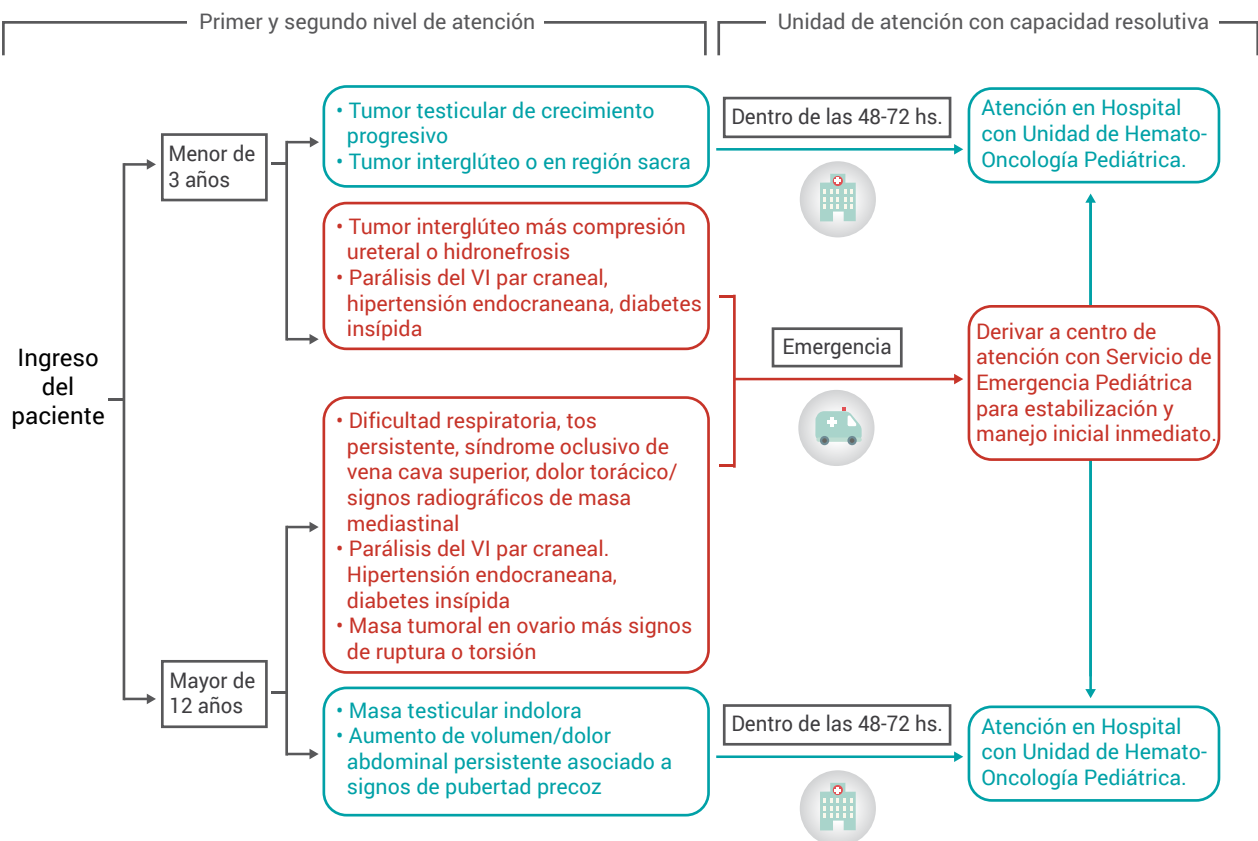 Primer y segundo nivel de atención
Unidad de atención con capacidad resolutiva
Ingreso
del
paciente
Menor de
3 años
• Tumor testicular de crecimiento
progresivo
• Tumor interglúteo o en región sacra
Dentro de las 48-72 hs.
Atención en Hospital
con Unidad de Hemato-
Oncología Pediátrica.
• Tumor interglúteo más compresión
ureteral o hidronefrosis
• Parálisis del VI par craneal,
hipertensión endocraneana, diabetes
insípida
Emergencia
Derivar a centro de
atención con Servicio de
Emergencia Pediátrica
para estabilización y
manejo inicial inmediato.
Mayor de
12 años
• Dificultad respiratoria, tos
persistente, síndrome oclusivo de
vena cava superior, dolor torácico/
signos radiográficos de masa
mediastinal
• Parálisis del VI par craneal.
Hipertensión endocraneana,
diabetes insípida
• Masa tumoral en ovario más signos
de ruptura o torsión
• Masa testicular indolora
• Aumento de volumen/dolor
abdominal persistente asociado a
signos de pubertad precoz
Dentro de las 48-72 hs.
Atención en Hospital
con Unidad de Hemato-
Oncología Pediátrica.